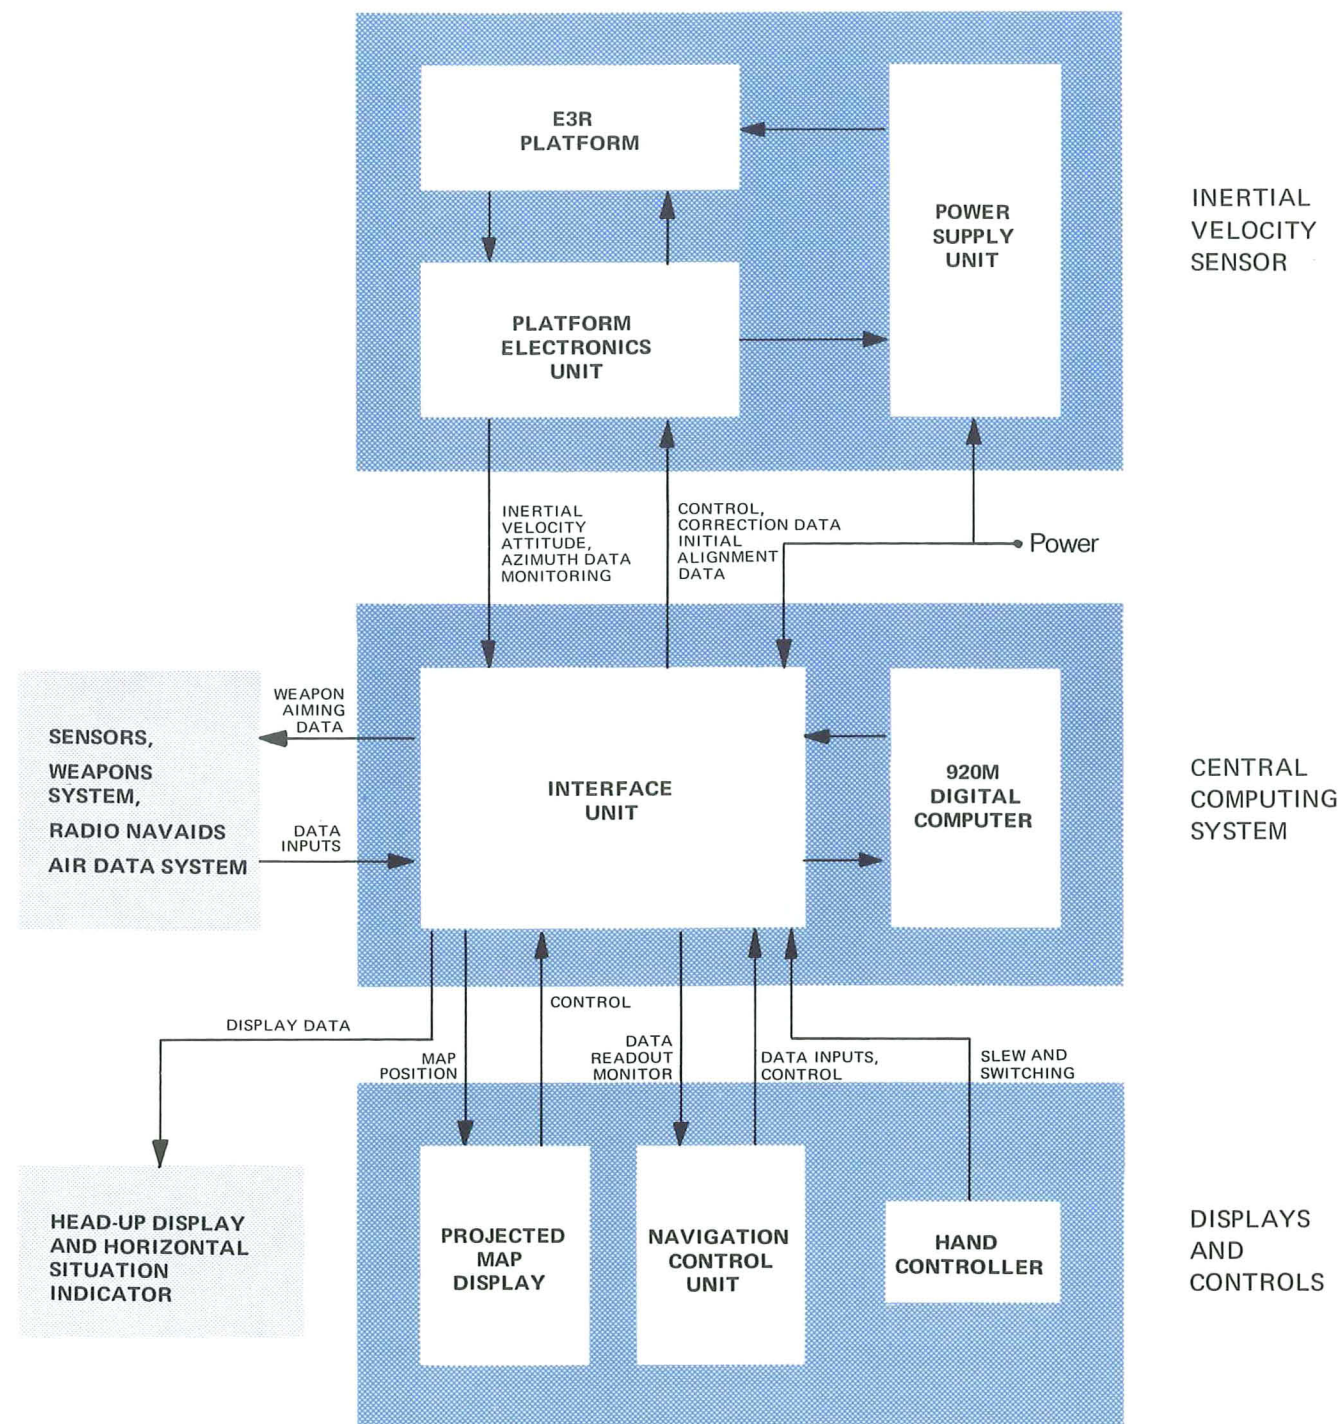 E3R
PLATFORM
POWER
SUPPLY
UNIT
INERTIAL
VELOCITY
SENSOR
PLATFORM
ELECTRONICS
UNIT
INERTIAL
VELOCITY
ATTITUDE,
AZIMUTH DATA
MONITORING
CONTROL,
CORRECTION DATA
INITIAL
ALIGNMENT
DATA
Power
WEAPON
AIMING
DATA
SENSORS,
WEAPONS
SYSTEM,
RADIO NAVAIDS
AIR DATA SYSTEM
DATA
INPUTS
INTERFACE
UNIT
920M
DIGITAL
COMPUTER
CENTRAL
COMPUTING
SYSTEM
DISPLAY DATA
MAP
POSITION
CONTROL
DATA
READOUT
MONITOR
DATA INPUTS,
CONTROL
SLEW AND
SWITCHING
HEAD-UP DISPLAY
AND HORIZONTAL
SITUATION
INDICATOR
PROJECTED
MAP
DISPLAY
NAVIGATION
CONTROL
UNIT
HAND
CONTROLLER
DISPLAYS
AND
CONTROLS